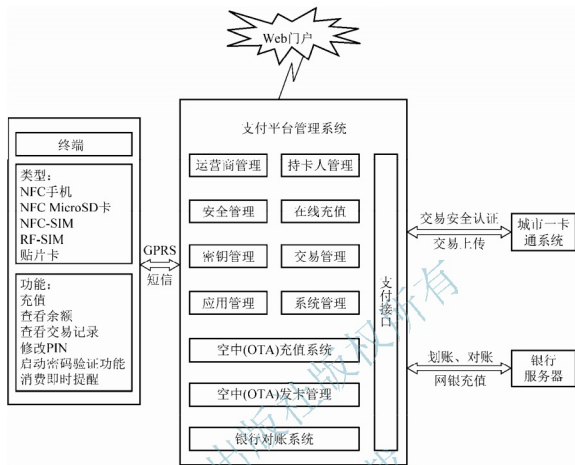 Web门户
终端
类型：
NFC手机
NFC MicroSD卡
NFC-SIM
RF-SIM
贴片卡
功能：
充值
查看余额
查看交易记录
修改PIN
启动密码验证功能
消费即时提醒
GPRS
短信
支付平台管理系统
运营商管理
持卡人管理
安全管理
在线充值
密钥管理
交易管理
应用管理
系统管理
空中(OTA)充值系统
空中(OTA)发卡管理
银行对账系统
支付接口
交易安全认证
交易上传
城市一卡
通系统
划账、对账
网银充值
银行
服务器
出版社版权所有